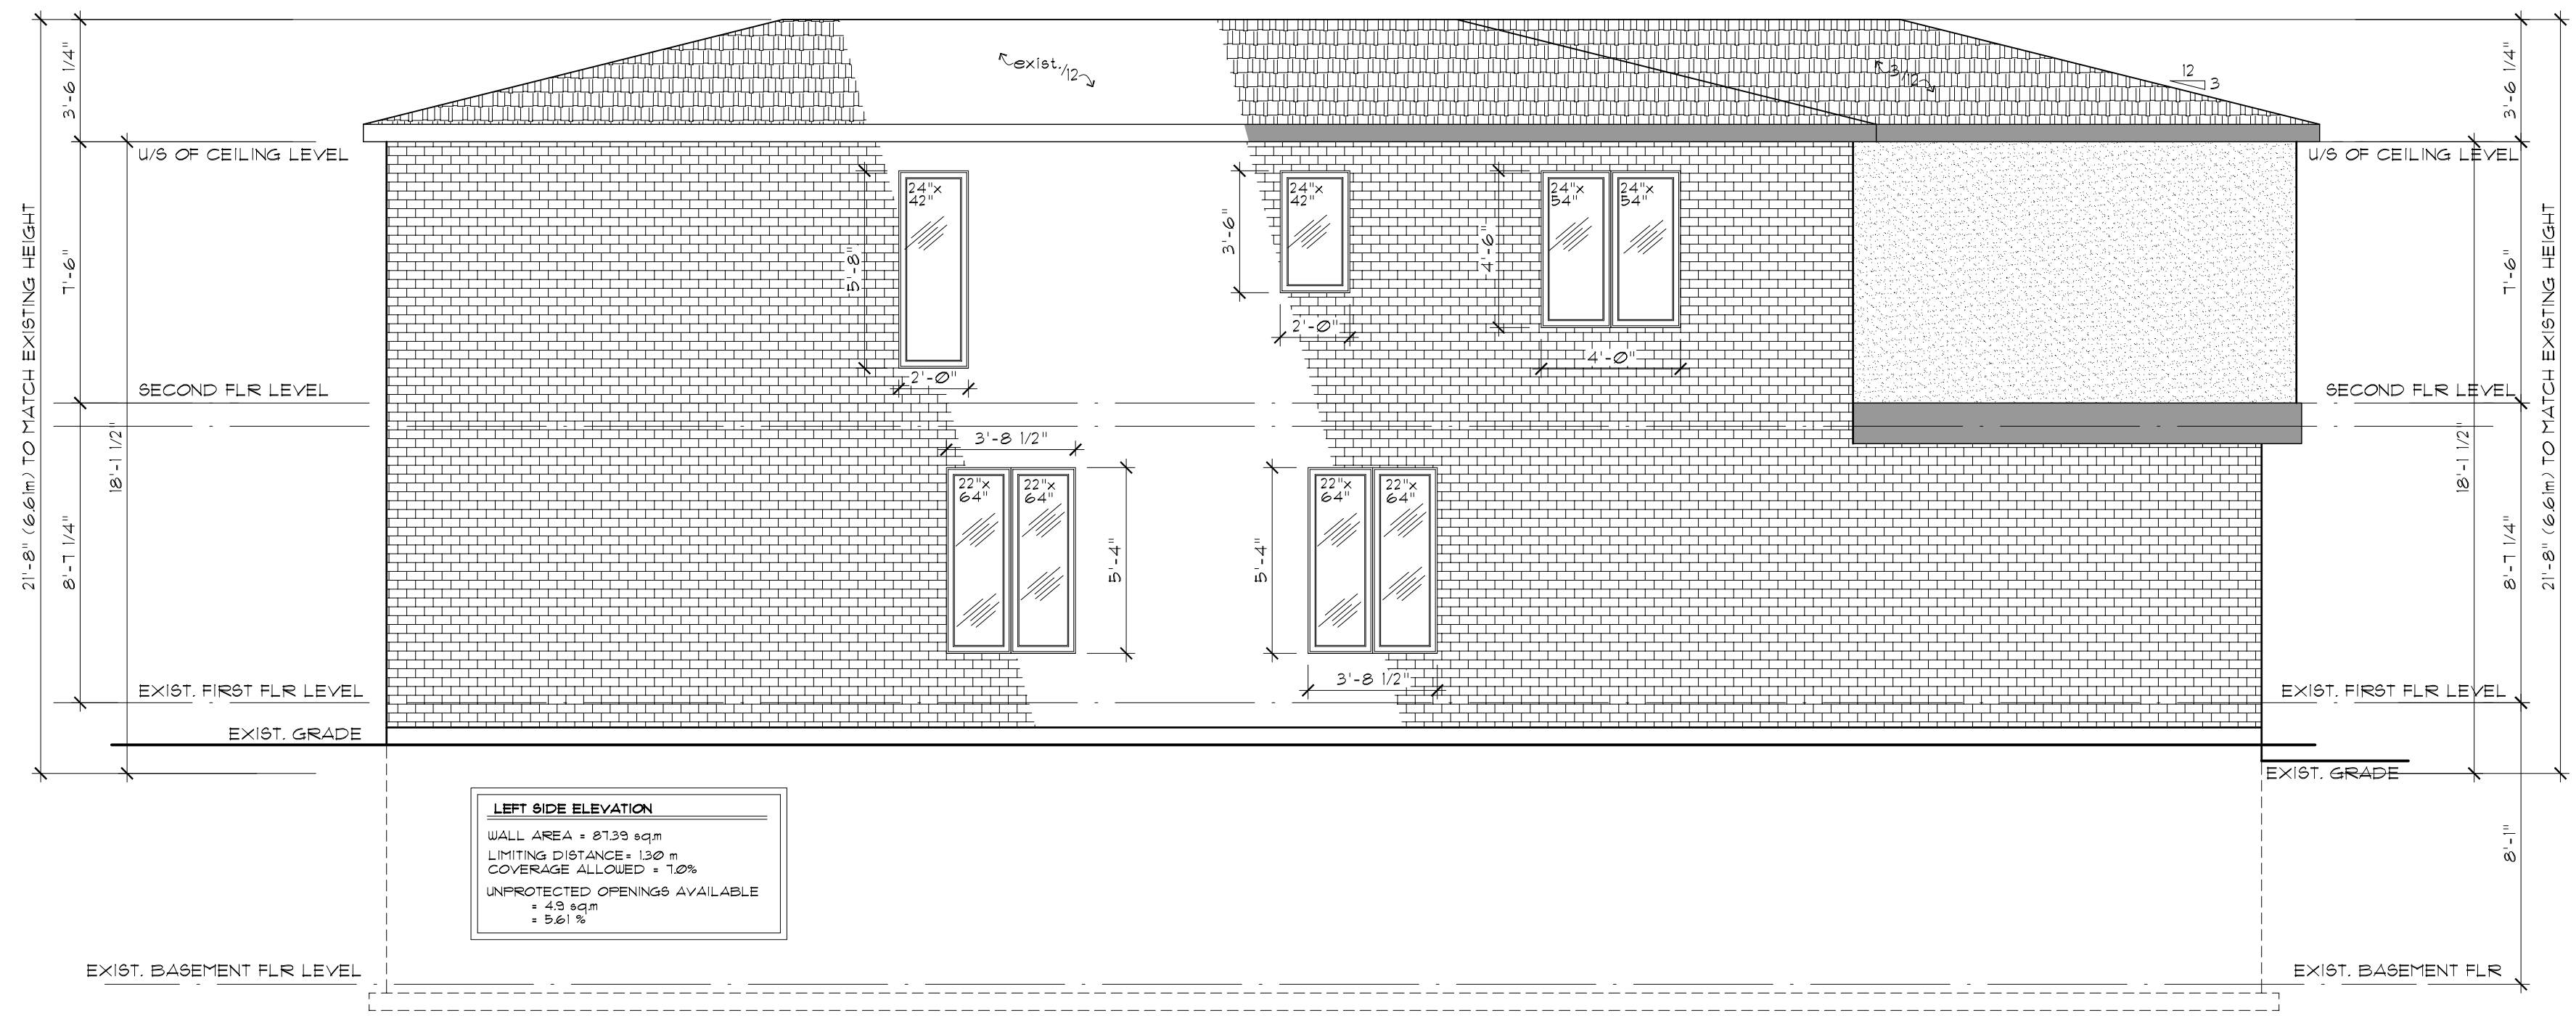 3'-6 1/4"
exist./12
3/12
12
3
3'-6 1/4"
U/S OF CEILING LEVEL
U/S OF CEILING LEVEL
24"x
42"
24"x
42"
24"x
54"
24"x
54"
21'-8" (6.61m) TO MATCH EXISTING HEIGHT
7'-6"
5'-8"
3'-6"
4'-6"
7'-6"
21'-8" (6.61m) TO MATCH EXISTING HEIGHT
2'-0"
4'-0"
2'-0"
SECOND FLR LEVEL
SECOND FLR LEVEL
18'-1 1/2"
3'-8 1/2"
18'-1 1/2"
22"x
64"
22"x
64"
22"x
64"
22"x
64"
8'-7 1/4"
5'-4"
5'-4"
8'-7 1/4"
3'-8 1/2"
EXIST. FIRST FLR LEVEL
EXIST. FIRST FLR LEVEL
EXIST. GRADE
EXIST. GRADE
LEFT SIDE ELEVATION
WALL AREA = 87.39 sq.m
LIMITING DISTANCE= 1.30 m
COVERAGE ALLOWED = 7.0%
UNPROTECTED OPENINGS AVAILABLE
= 4.9 sq.m
= 5.61 %
8'-1"
EXIST. BASEMENT FLR LEVEL
EXIST. BASEMENT FLR